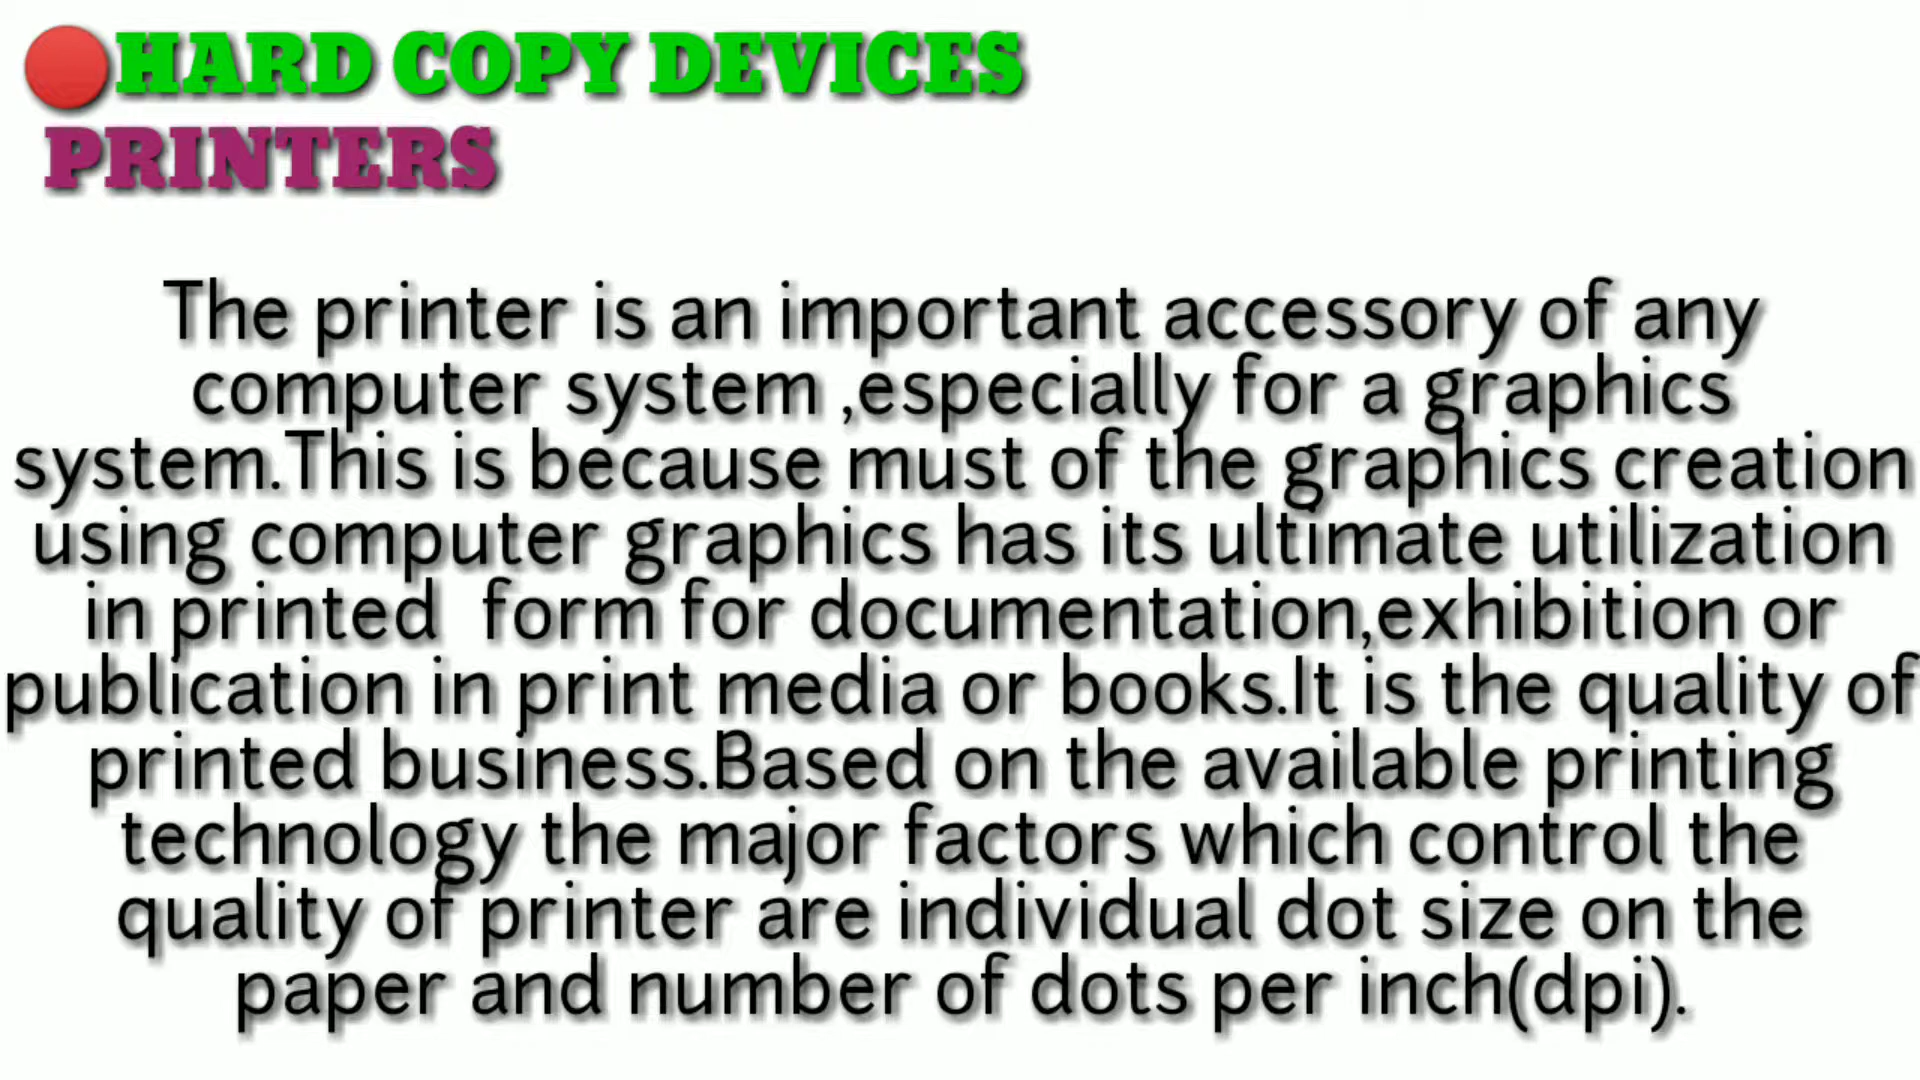 🔴HARD COPY DEVICES
PRINTERS
The printer is an important accessory of any
computer system ,especially for a graphics
system.This is because must of the graphics creation
using computer graphics has its ultimate utilization
in printed  form for documentation,exhibition or
publication in print media or books.It is the quality of
printed business.Based on the available printing
technology the major factors which control the
quality of printer are individual dot size on the
paper and number of dots per inch(dpi).